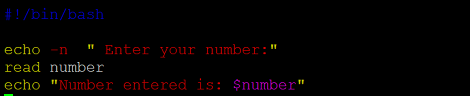 #!/bin/bash
echo -n  " Enter your number:"
read number
echo "Number entered is: $number"